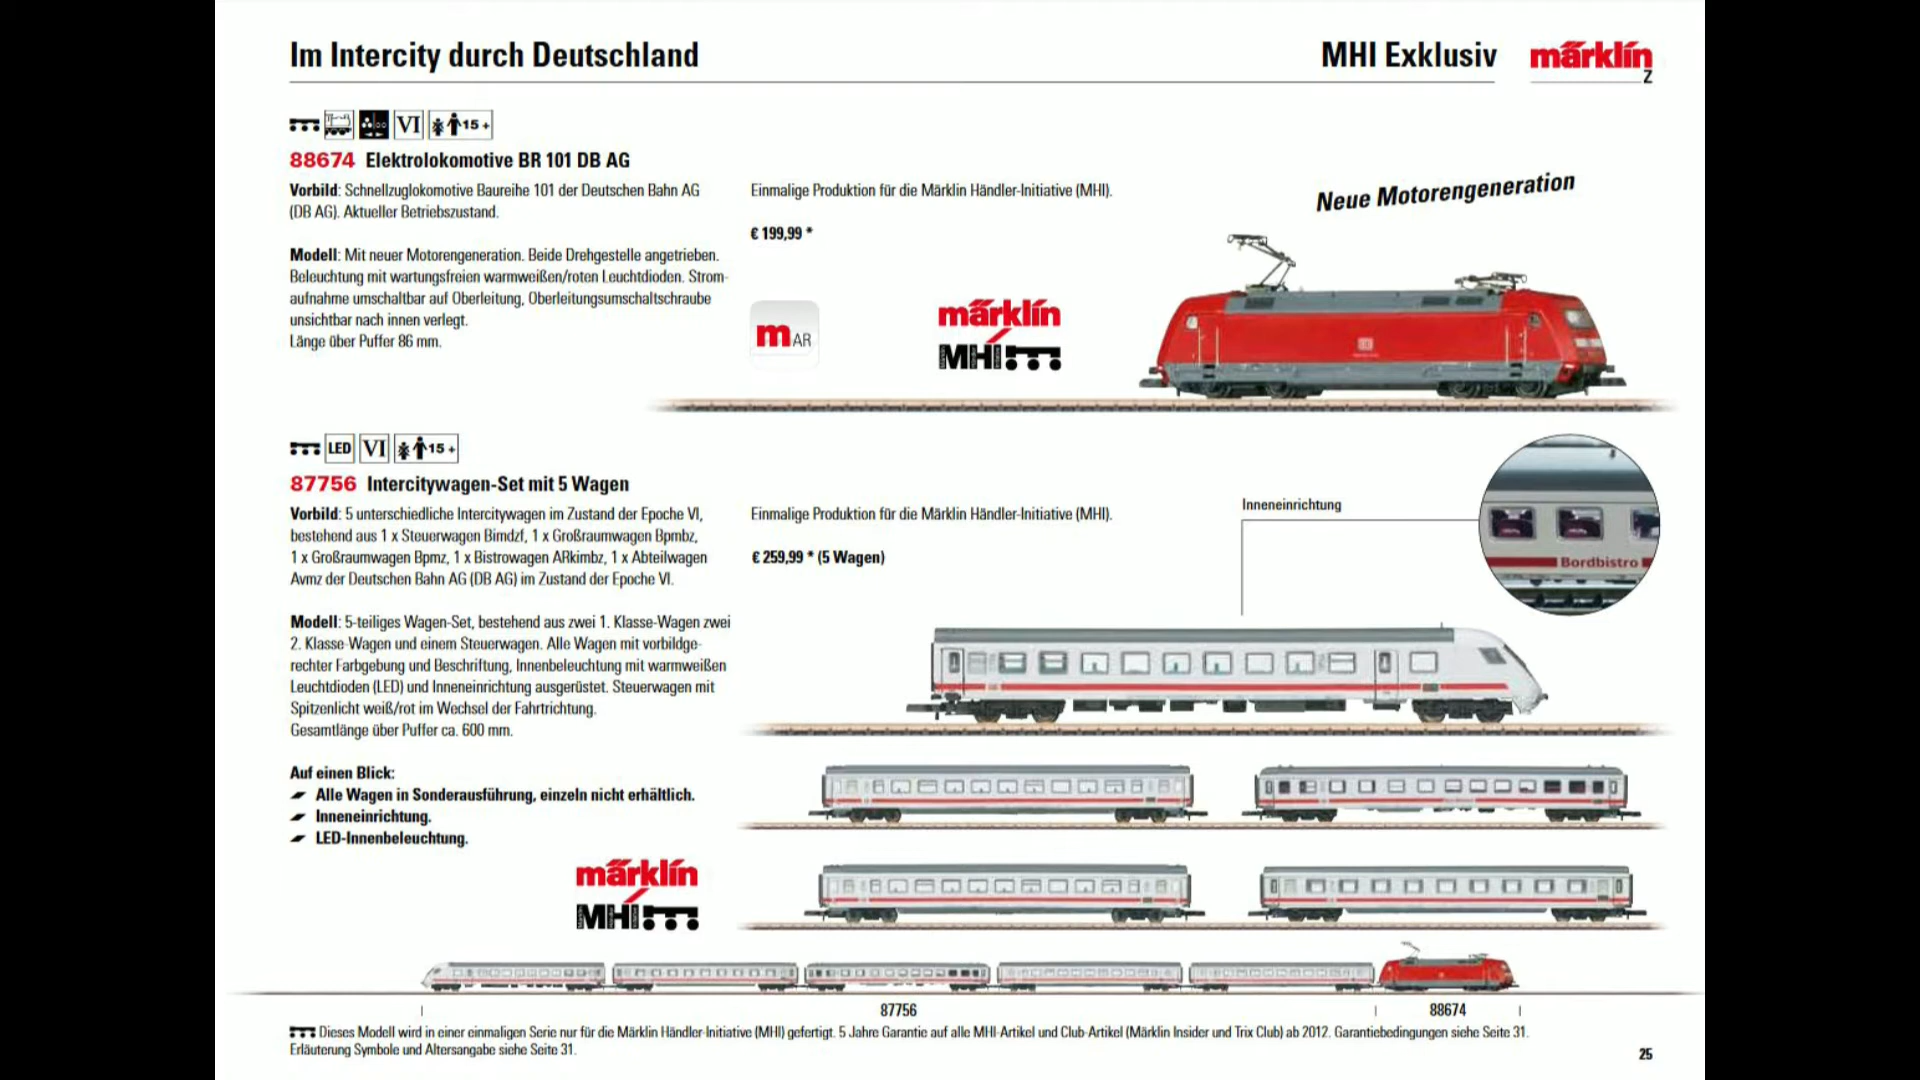 Im Intercity durch Deutschland
MHI Exklusiv
märklin
Z
VI
15 +
88674 Elektrolokomotive BR 101 DB AG
Vorbild: Schnellzuglokomotive Baureihe 101 der Deutschen Bahn AG
(DB AG). Aktueller Betriebszustand.
Modell: Mit neuer Motorengeneration. Beide Drehgestelle angetrieben.
Beleuchtung mit wartungsfreien warmweißen/roten Leuchtdioden. Strom-
aufnahme umschaltbar auf Oberleitung, Oberleitungsumschaltschraube
unsichtbar nach innen verlegt.
Länge über Puffer 86 mm.
Einmalige Produktion für die Märklin Händler-Initiative (MHI).
€ 199,99 *
m AR
märklin
MHI
Neue Motorengeneration
LED VI 15 +
87756 Intercitywagen-Set mit 5 Wagen
Vorbild: 5 unterschiedliche Intercitywagen im Zustand der Epoche VI,
bestehend aus 1 x Steuerwagen Bimdzf, 1 x Großraumwagen Bpmbz,
1 x Großraumwagen Bpmz, 1 x Bistrowagen ARkimbz, 1 x Abteilwagen
Avmz der Deutschen Bahn AG (DB AG) im Zustand der Epoche VI.
Modell: 5-teiliges Wagen-Set, bestehend aus zwei 1. Klasse-Wagen zwei
2. Klasse-Wagen und einem Steuerwagen. Alle Wagen mit vorbildge-
rechter Farbgebung und Beschriftung, Innenbeleuchtung mit warmweißen
Leuchtdioden (LED) und Inneneinrichtung ausgerüstet. Steuerwagen mit
Spitzenlicht weiß/rot im Wechsel der Fahrtrichtung.
Gesamtlänge über Puffer ca. 600 mm.
Auf einen Blick:
Alle Wagen in Sonderausführung, einzeln nicht erhältlich.
Inneneinrichtung.
LED-Innenbeleuchtung.
Einmalige Produktion für die Märklin Händler-Initiative (MHI).
€ 259,99 * (5 Wagen)
Inneneinrichtung
Bordbistro
märklin
MHI
87756
88674
Dieses Modell wird in einer einmaligen Serie nur für die Märklin Händler-Initiative (MHI) gefertigt. 5 Jahre Garantie auf alle MHI-Artikel und Club-Artikel (Märklin Insider und Trix Club) ab 2012. Garantiebedingungen siehe Seite 31.
Erläuterung Symbole und Altersangabe siehe Seite 31.
25